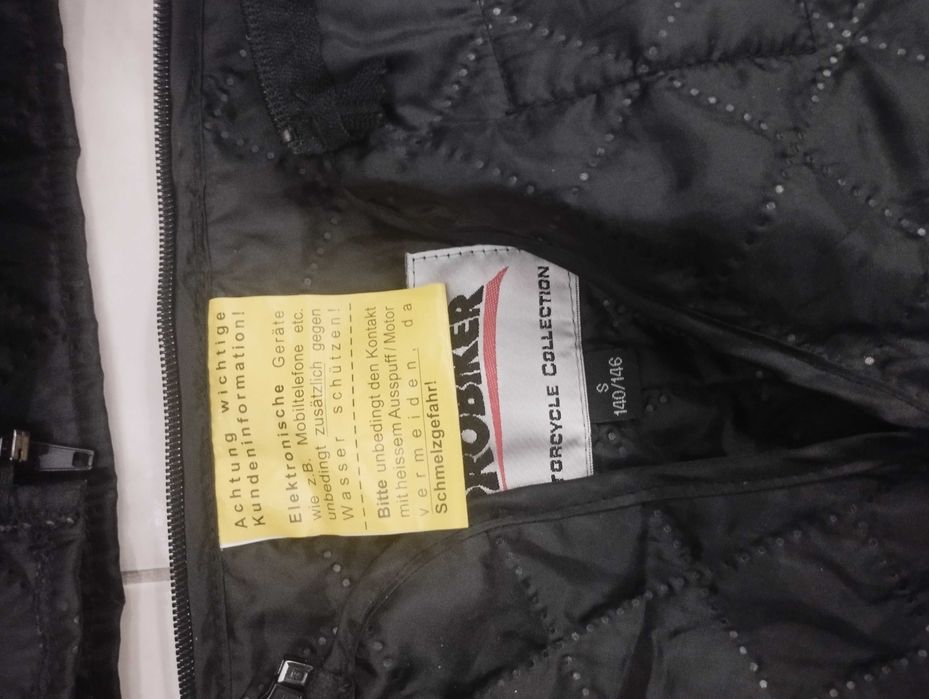 Achtung wichtige
Kundeninformation!
Elektronische Geräte
wie z.B. Mobiltelefone etc.
unbedingt zusätzlich gegen
Wasser schützen!
Bitte unbedingt den Kontakt
mit heissem Auspuff / Motor
vermeiden, da
Schmelzgefahr!
ROBIKER
TORCYCLE COLLECTION
S
140/146